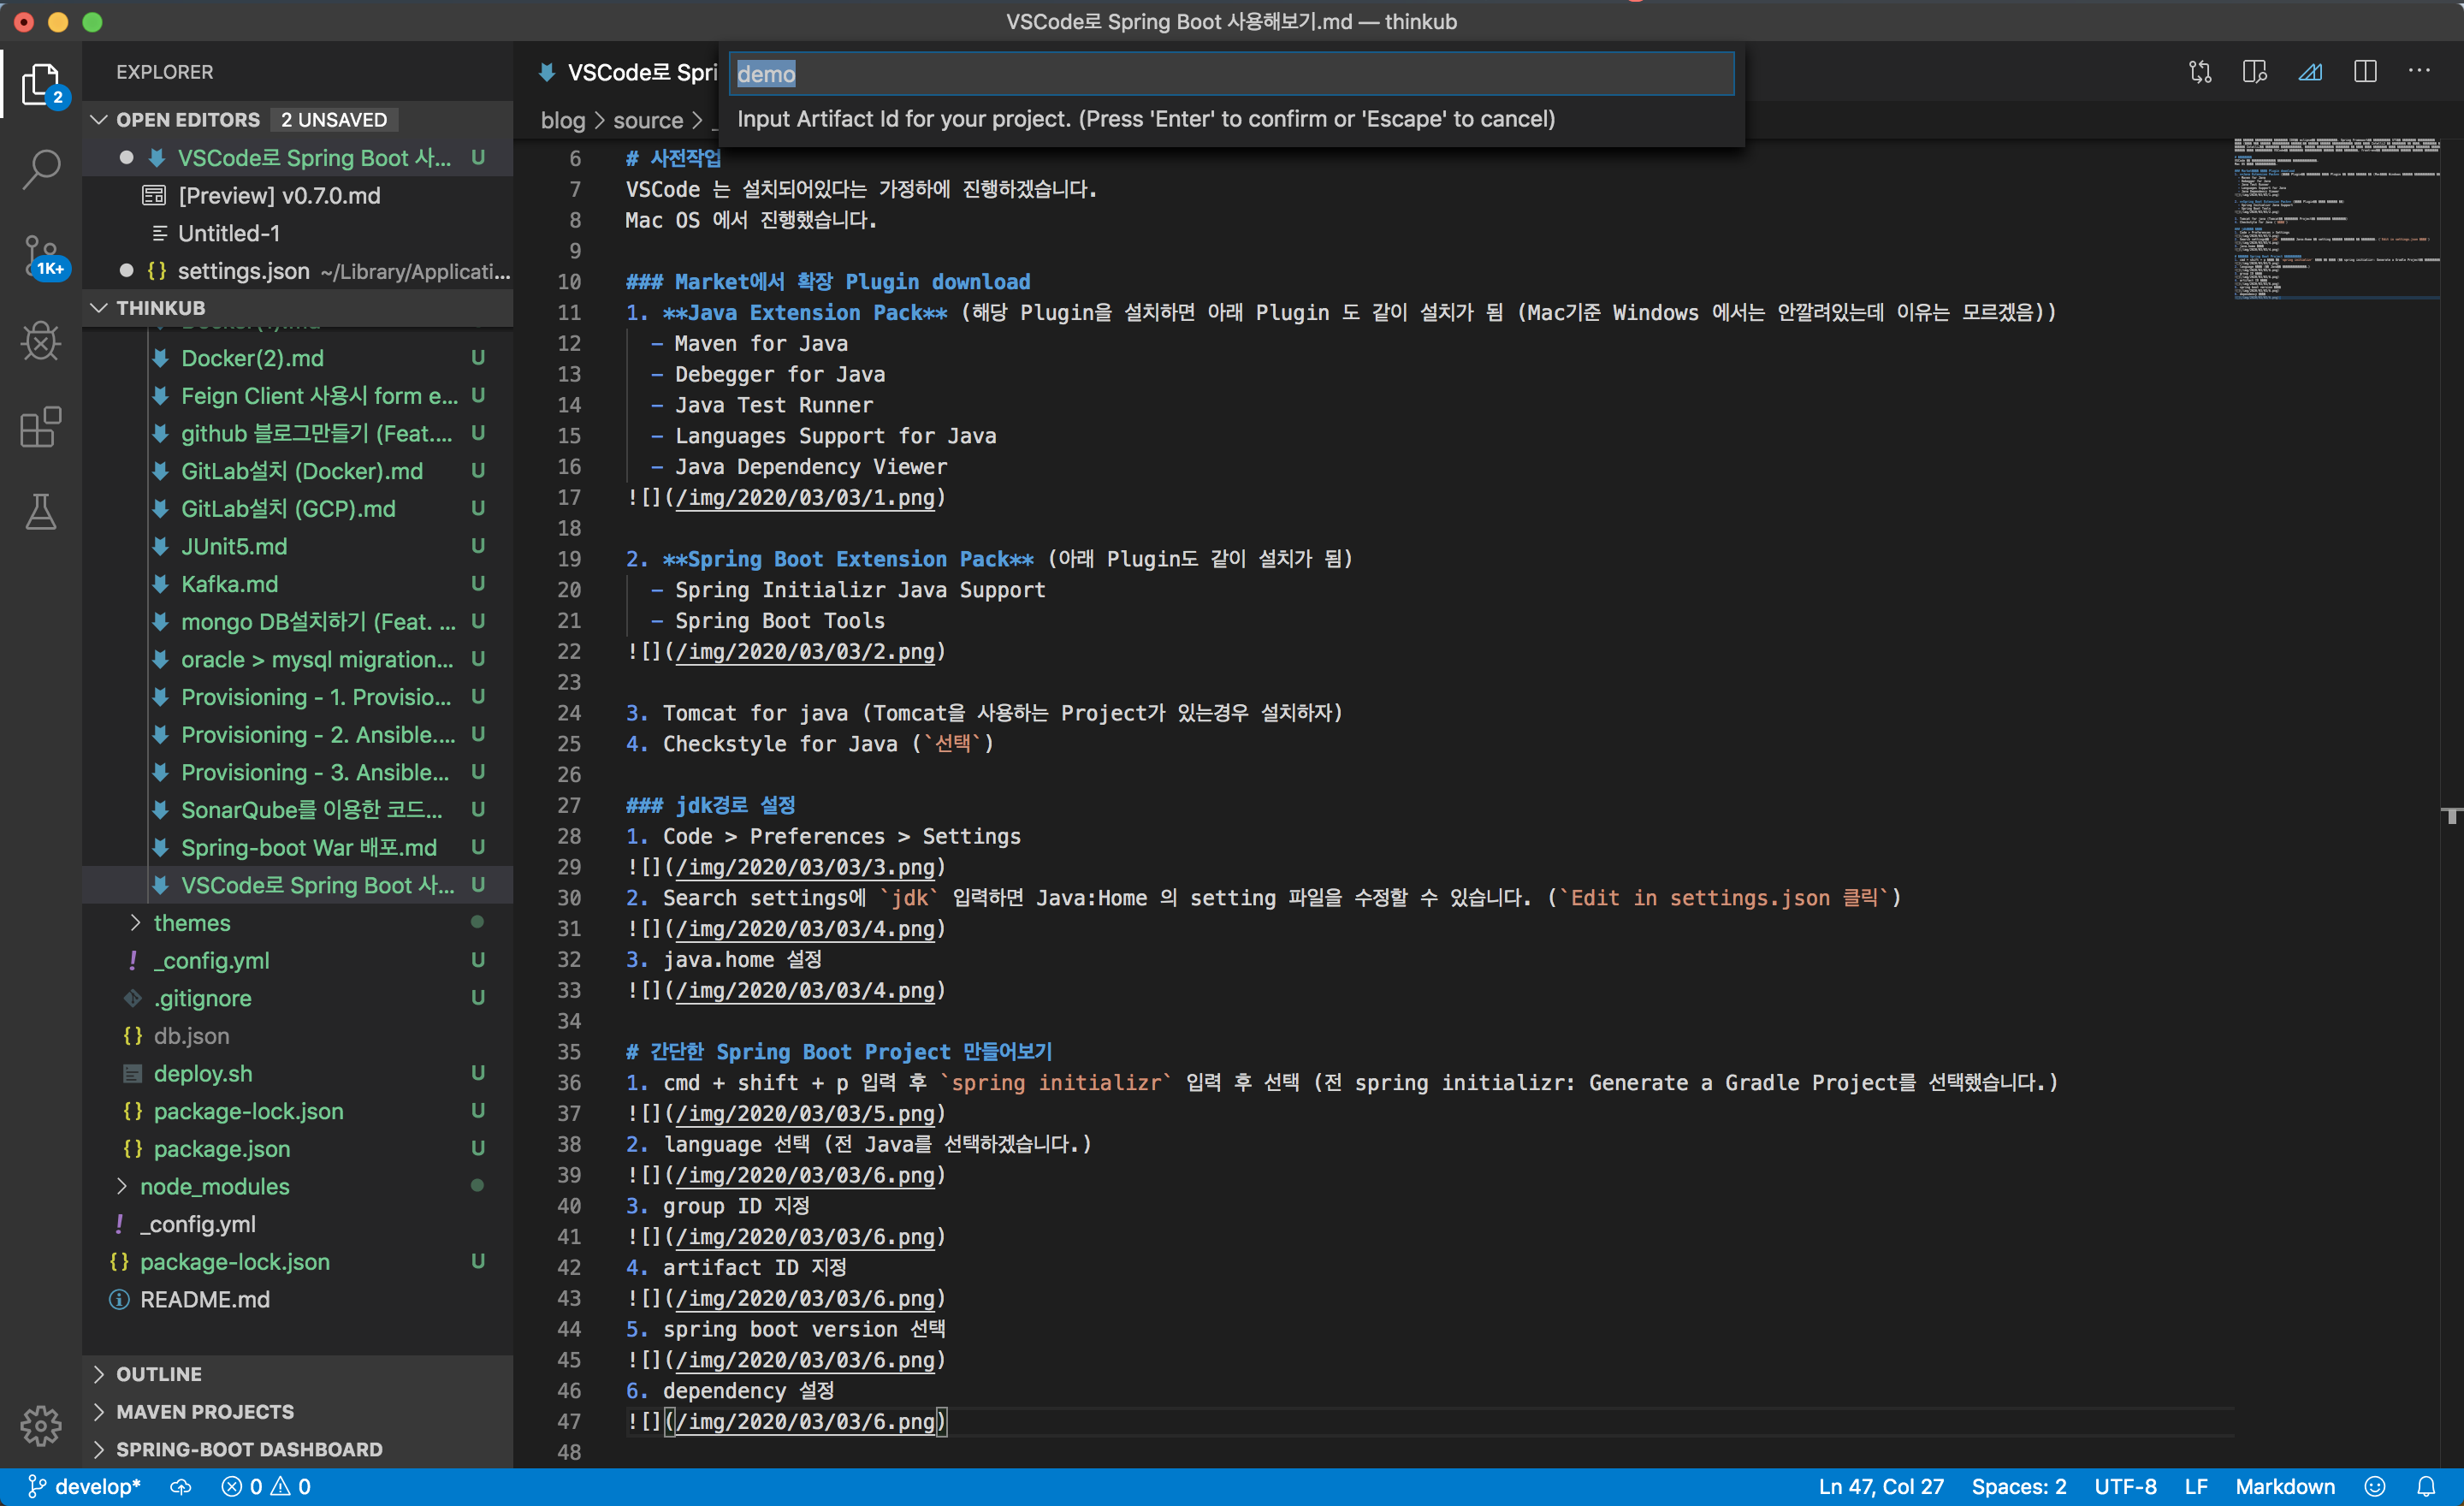 VSCode로 Spring Boot 사용해보기.md — thinkub
EXPLORER
OPEN EDITORS 2 UNSAVED
VSCode로 Spring Boot 사... U
[Preview] v0.7.0.md
Untitled-1
settings.json ~/Library/Applicati...
THINKUB
Docker(2).md U
Feign Client 사용시 form e... U
github 블로그만들기 (Feat.... U
GitLab설치 (Docker).md U
GitLab설치 (GCP).md U
JUnit5.md U
Kafka.md U
mongo DB설치하기 (Feat. ... U
oracle > mysql migration... U
Provisioning - 1. Provisio... U
Provisioning - 2. Ansible.... U
Provisioning - 3. Ansible... U
SonarQube를 이용한 코드... U
Spring-boot War 배포.md U
VSCode로 Spring Boot 사... U
themes
_config.yml U
.gitignore U
db.json
deploy.sh U
package-lock.json U
package.json U
node_modules
_config.yml
package-lock.json U
README.md
OUTLINE
MAVEN PROJECTS
SPRING-BOOT DASHBOARD
2
1K+
VSCode로 Spri
demo
Input Artifact Id for your project. (Press 'Enter' to confirm or 'Escape' to cancel)
blog > source > _
6 # 사전작업
7 VSCode 는 설치되어있다는 가정하에 진행하겠습니다.
8 Mac OS 에서 진행했습니다.
9
10 ### Market에서 확장 Plugin download
11 1. **Java Extension Pack** (해당 Plugin을 설치하면 아래 Plugin 도 같이 설치가 됨 (Mac기준 Windows 에서는 안깔려있는데 이유는 모르겠음))
12 - Maven for Java
13 - Debegger for Java
14 - Java Test Runner
15 - Languages Support for Java
16 - Java Dependency Viewer
17 ![](/img/2020/03/03/1.png)
18
19 2. **Spring Boot Extension Pack** (아래 Plugin도 같이 설치가 됨)
20 - Spring Initializr Java Support
21 - Spring Boot Tools
22 ![](/img/2020/03/03/2.png)
23
24 3. Tomcat for java (Tomcat을 사용하는 Project가 있는경우 설치하자)
25 4. Checkstyle for Java (`선택`)
26
27 ### jdk경로 설정
28 1. Code > Preferences > Settings
29 ![](/img/2020/03/03/3.png)
30 2. Search settings에 `jdk` 입력하면 Java:Home 의 setting 파일을 수정할 수 있습니다. (`Edit in settings.json 클릭`)
31 ![](/img/2020/03/03/4.png)
32 3. java.home 설정
33 ![](/img/2020/03/03/4.png)
34
35 # 간단한 Spring Boot Project 만들어보기
36 1. cmd + shift + p 입력 후 `spring initializr` 입력 후 선택 (전 spring initializr: Generate a Gradle Project를 선택했습니다.)
37 ![](/img/2020/03/03/5.png)
38 2. language 선택 (전 Java를 선택하겠습니다.)
39 ![](/img/2020/03/03/6.png)
40 3. group ID 지정
41 ![](/img/2020/03/03/6.png)
42 4. artifact ID 지정
43 ![](/img/2020/03/03/6.png)
44 5. spring boot version 선택
45 ![](/img/2020/03/03/6.png)
46 6. dependency 설정
47 ![](/img/2020/03/03/6.png)
48
develop* 0 0 Ln 47, Col 27 Spaces: 2 UTF-8 LF Markdown